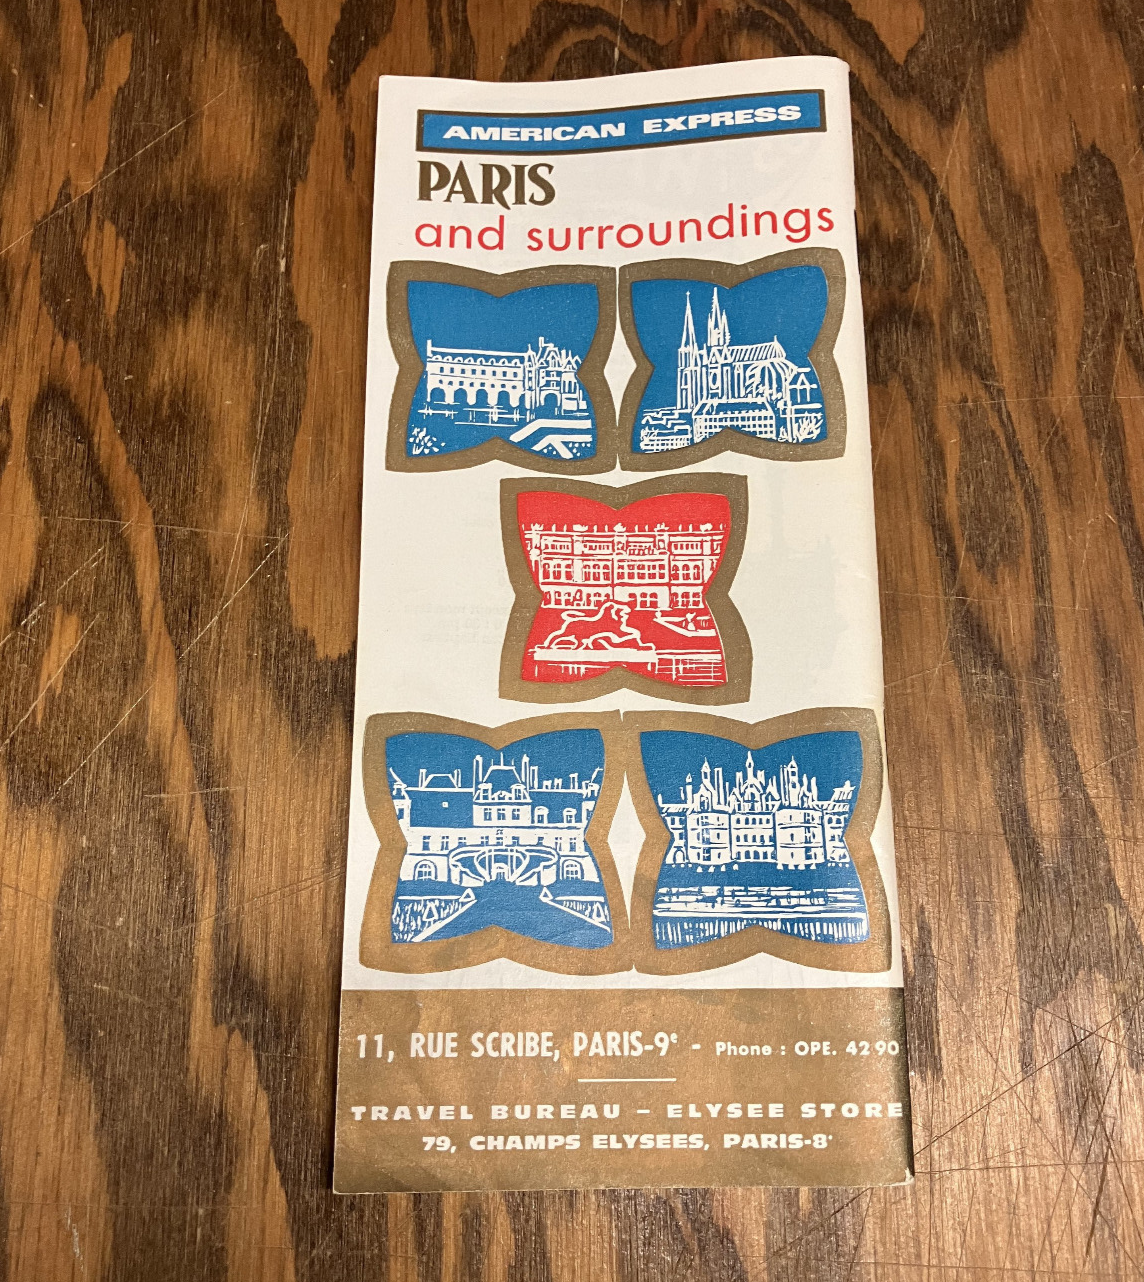 AMERICAN EXPRESS
PARIS
and surroundings
11, RUE SCRIBE, PARIS-9e - Phone : OPE. 42 90
TRAVEL BUREAU – ELYSEE STORE
79, CHAMPS ELYSEES, PARIS-8e